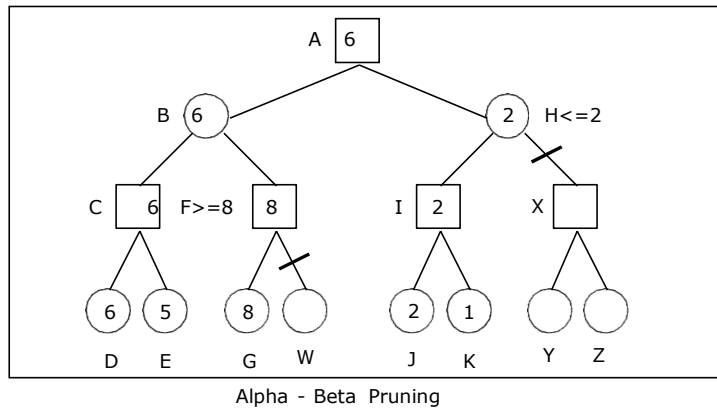 A 6
B 6 2 H<=2
C 6 F>=8 8 I 2 X
6 5 8 2 1
D E G W J K Y Z
Alpha - Beta Pruning